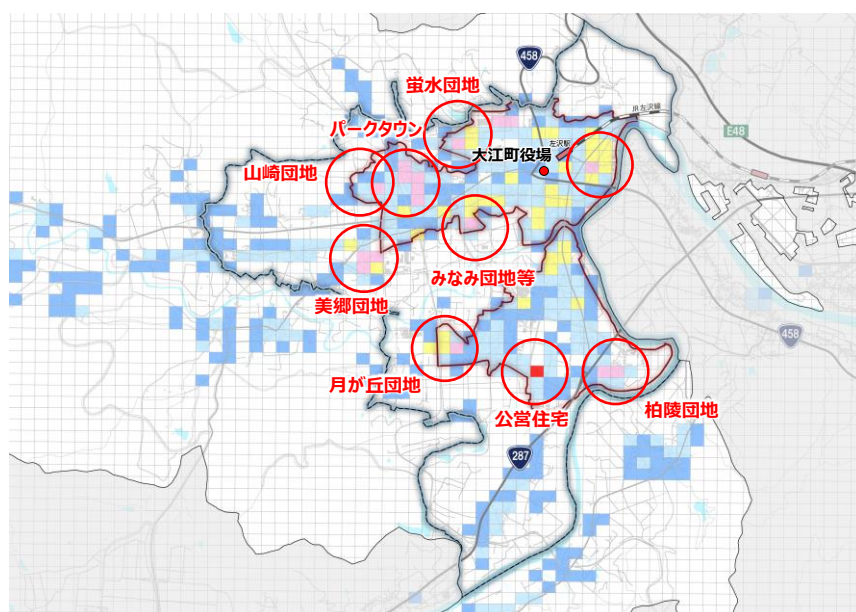 458
蛍水団地
JR左沢線
パークタウン
左沢駅
E48
大江町役場
山崎団地
みなみ団地等
美郷団地
458
月が丘団地
柏陵団地
公営住宅
287